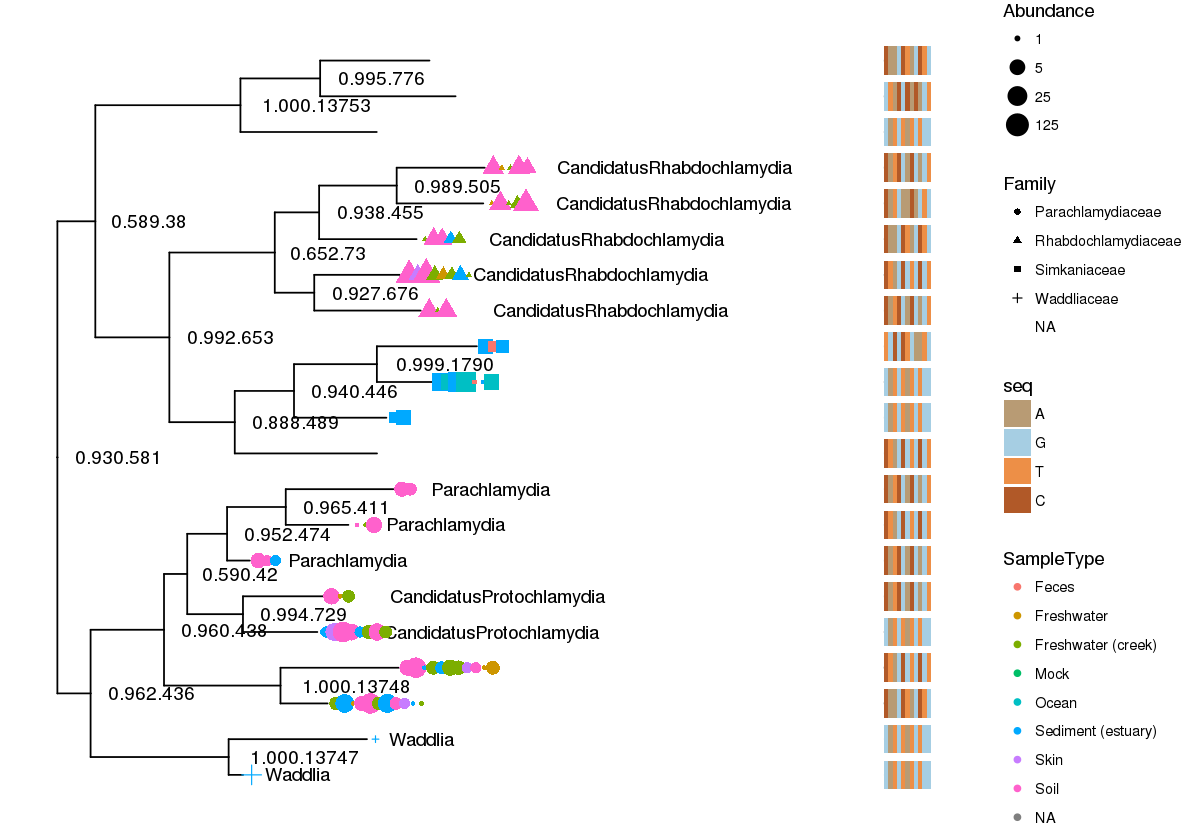 0.995.776
1.000.13753
CandidatusRhabdochlamydia
0.989.505
CandidatusRhabdochlamydia
0.938.455
0.589.38
CandidatusRhabdochlamydia
0.652.73
CandidatusRhabdochlamydia
0.927.676
CandidatusRhabdochlamydia
0.992.653
0.999.1790
0.940.446
0.888.489
0.930.581
Parachlamydia
0.965.411
Parachlamydia
0.952.474
Parachlamydia
0.590.42
CandidatusProtochlamydia
0.994.729
0.960.438
CandidatusProtochlamydia
1.000.13748
0.962.436
Waddlia
1.000.13747
Waddlia
Abundance
1
5
25
125
Family
Parachlamydiaceae
Rhabdochlamydiaceae
Simkaniaceae
Waddliaceae
NA
seq
A
G
T
C
SampleType
Feces
Freshwater
Freshwater (creek)
Mock
Ocean
Sediment (estuary)
Skin
Soil
NA